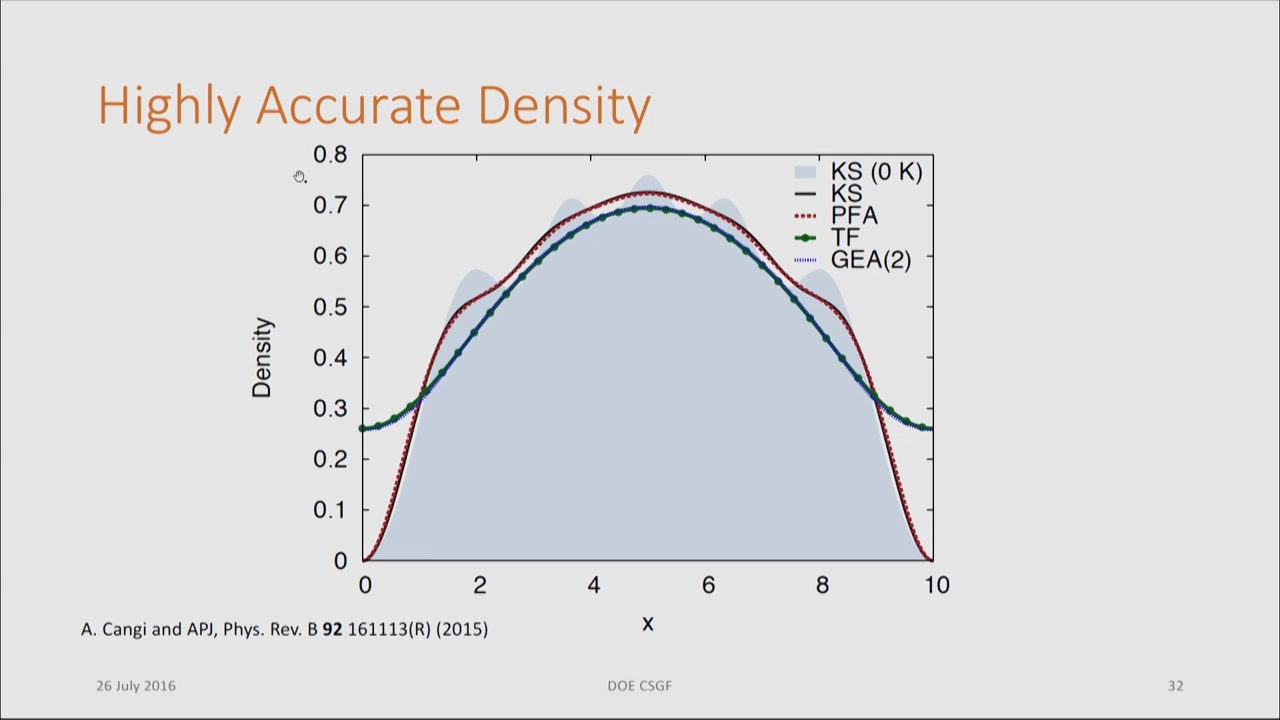 Highly Accurate Density
0.8
0.7
0.6
0.5
0.4
0.3
0.2
0.1
0
Density
KS (0 K)
KS
PFA
TF
GEA(2)
0 2 4 6 8 10
x
A. Cangi and APJ, Phys. Rev. B 92 161113(R) (2015)
26 July 2016 DOE CSGF 32